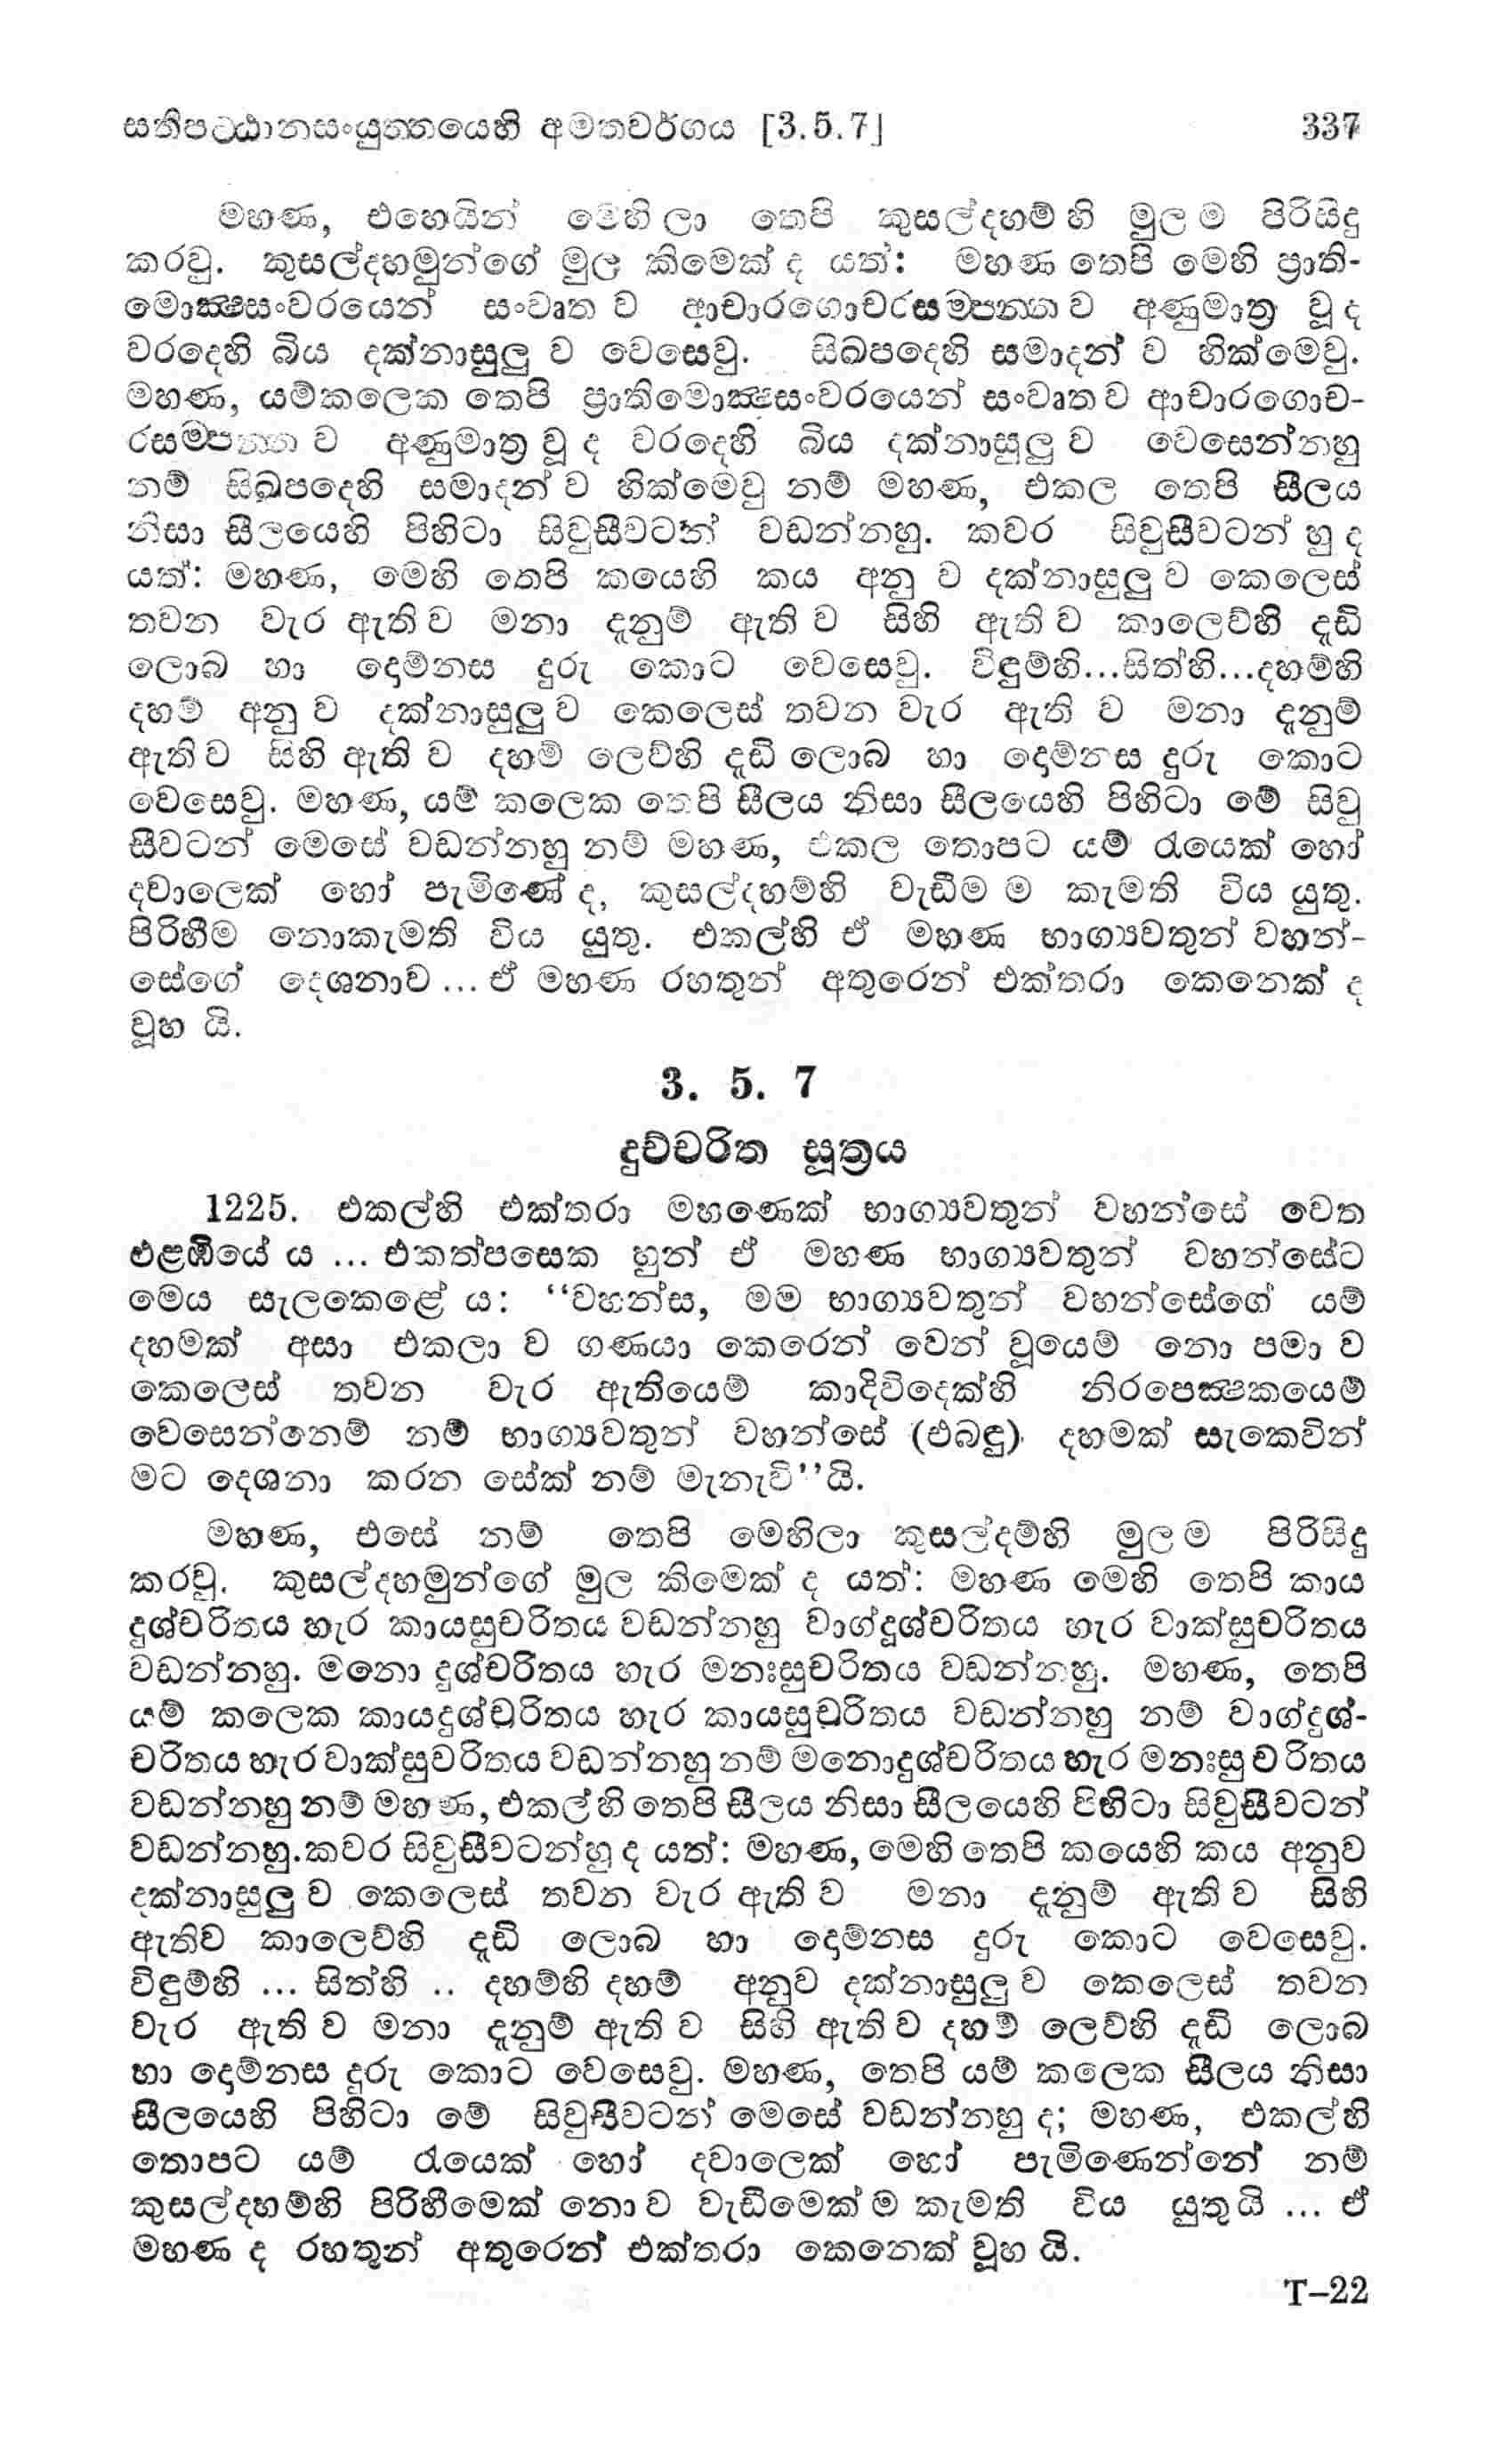 සතිපට්ඨානසංයුත්තයෙහි අමතවර්ගය [3.5.7] 337
මහණ, එහෙයින් මෙහි ලා තෙපි කුසල්දහම් හි මුල ම පිරිසිදු
කරවු. කුසල්දහමුන්ගේ මුල කිමෙක් ද යත්: මහණ තෙපි මෙහි ප්‍රාති-
මොක්‍ෂසංවරයෙන් සංවෘත ව ආචාරගොචරසම්පන්න ව අණුමාත්‍ර වූ ද
වරදෙහි බිය දක්නාසුලු ව වෙසෙවු. සිඛපදෙහි සමාදන් ව හික්මෙවු.
මහණ, යම්කලෙක තෙපි ප්‍රාතිමොක්‍ෂසංවරයෙන් සංවෘත ව ආචාරගොච-
රසම්පන්න ව අණුමාත්‍ර වූ ද වරදෙහි බිය දක්නාසුලු ව වෙසෙන්නහු
නම් සිඛපදෙහි සමාදන් ව හික්මෙවු නම් මහණ, එකල තෙපි සීලය
නිසා සීලයෙහි පිහිටා සිවුසීවටන් වඩන්නහු. කවර සිවුසීවටන් හු ද
යත්: මහණ, මෙහි තෙපි කයෙහි කය අනු ව දක්නාසුලු ව කෙලෙස්
තවන වැර ඇති ව මනා දැනුම් ඇති ව සිහි ඇති ව කාලෙව්හි දැඩි
ලොබ හා දොම්නස දුරු කොට වෙසෙවු. විඳුම්හි...සිත්හි...දහම්හි
දහම් අනු ව දක්නාසුලු ව කෙලෙස් තවන වැර ඇති ව මනා දැනුම්
ඇති ව සිහි ඇති ව දහම් ලෙව්හි දැඩි ලොබ හා දොම්නස දුරු කොට
වෙසෙවු. මහණ, යම් කලෙක තෙපි සීලය නිසා සීලයෙහි පිහිටා මේ සිවු
සීවටන් මෙසේ වඩන්නහු නම් මහණ, එකල තොපට යම් රැයෙක් හෝ
දවාලෙක් හෝ පැමිණේ ද, කුසල්දහම්හි වැඩීම ම කැමති විය යුතු.
පිරිහීම නොකැමති විය යුතු. එකල්හි ඒ මහණ භාග්‍යවතුන් වහන්-
සේගේ දෙශනාව ... ඒ මහණ රහතුන් අතුරෙන් එක්තරා කෙනෙක් ද
වූහ යි.
3. 5. 7
දුච්චරිත සූත්‍රය
1225. එකල්හි එක්තරා මහණෙක් භාග්‍යවතුන් වහන්සේ වෙත
එළඹියේ ය ... එකත්පසෙක හුන් ඒ මහණ භාග්‍යවතුන් වහන්සේට
මෙය සැලකෙළේ ය: “වහන්ස, මම භාග්‍යවතුන් වහන්සේගේ යම්
දහමක් අසා එකලා ව ගණයා කෙරෙන් වෙන් වූයෙම් නො පමා ව
කෙලෙස් තවන වැර ඇතියෙම් කාදිවිදෙක්හි නිරපෙක්‍ෂකයෙම්
වෙසෙන්නෙම් නම් භාග්‍යවතුන් වහන්සේ (එබඳු) දහමක් සැකෙවින්
මට දෙශනා කරන සේක් නම් මැනැවි”යි.
මහණ, එසේ නම් තෙපි මෙහිලා කුසල්දම්හි මුල ම පිරිසිදු
කරවු. කුසල්දහමුන්ගේ මුල කිමෙක් ද යත්: මහණ මෙහි තෙපි කාය
දුශ්චරිතය හැර කායසුචරිතය වඩන්නහු වාග්දුශ්චරිතය හැර වාක්සුචරිතය
වඩන්නහු. මනො දුශ්චරිතය හැර මනඃසුචරිතය වඩන්නහු. මහණ, තෙපි
යම් කලෙක කායදුශ්චරිතය හැර කායසුචරිතය වඩන්නහු නම් වාග්දුශ්-
චරිතය හැර වාක්සුචරිතය වඩන්නහු නම් මනොදුශ්චරිතය හැර මනඃසු චරිතය
වඩන්නහු නම් මහණ, එකල්හි තෙපි සීලය නිසා සීලයෙහි පිහිටා සිවුසීවටන්
වඩන්නහු.කවර සිවුසීවටන්හු ද යත්: මහණ, මෙහි තෙපි කයෙහි කය අනුව
දක්නාසුලු ව කෙලෙස් තවන වැර ඇති ව මනා දැනුම් ඇති ව සිහි
ඇතිව කාලෙව්හි දැඩි ලොබ හා දොම්නස දුරු කොට වෙසෙවු.
විඳුම්හි ... සිත්හි .. දහම්හි දහම් අනුව දක්නාසුලු ව කෙලෙස් තවන
වැර ඇති ව මනා දැනුම් ඇති ව සිහි ඇති ව දහම් ලෙව්හි දැඩි ලොබ
හා දොම්නස දුරු කොට වෙසෙවු. මහණ, තෙපි යම් කලෙක සීලය නිසා
සීලයෙහි පිහිටා මේ සිවුසීවටන් මෙසේ වඩන්නහු ද; මහණ, එකල්හි
තොපට යම් රැයෙක් හෝ දවාලෙක් හෝ පැමිණෙන්නේ නම්
කුසල්දහම්හි පිරිහීමෙක් නො ව වැඩීමෙක් ම කැමති විය යුතු යි ... ඒ
මහණ ද රහතුන් අතුරෙන් එක්තරා කෙනෙක් වූහ යි.
T–22